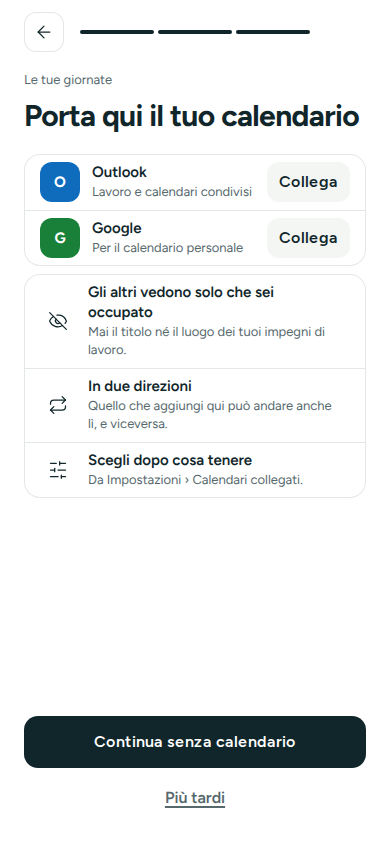 Le tue giornate
Porta qui il tuo calendario
O
Outlook
Lavoro e calendari condivisi
Collega
G
Google
Per il calendario personale
Collega
Gli altri vedono solo che sei
occupato
Mai il titolo né il luogo dei tuoi impegni di
lavoro.
In due direzioni
Quello che aggiungi qui può andare anche
lì, e viceversa.
Scegli dopo cosa tenere
Da Impostazioni › Calendari collegati.
Continua senza calendario
Più tardi